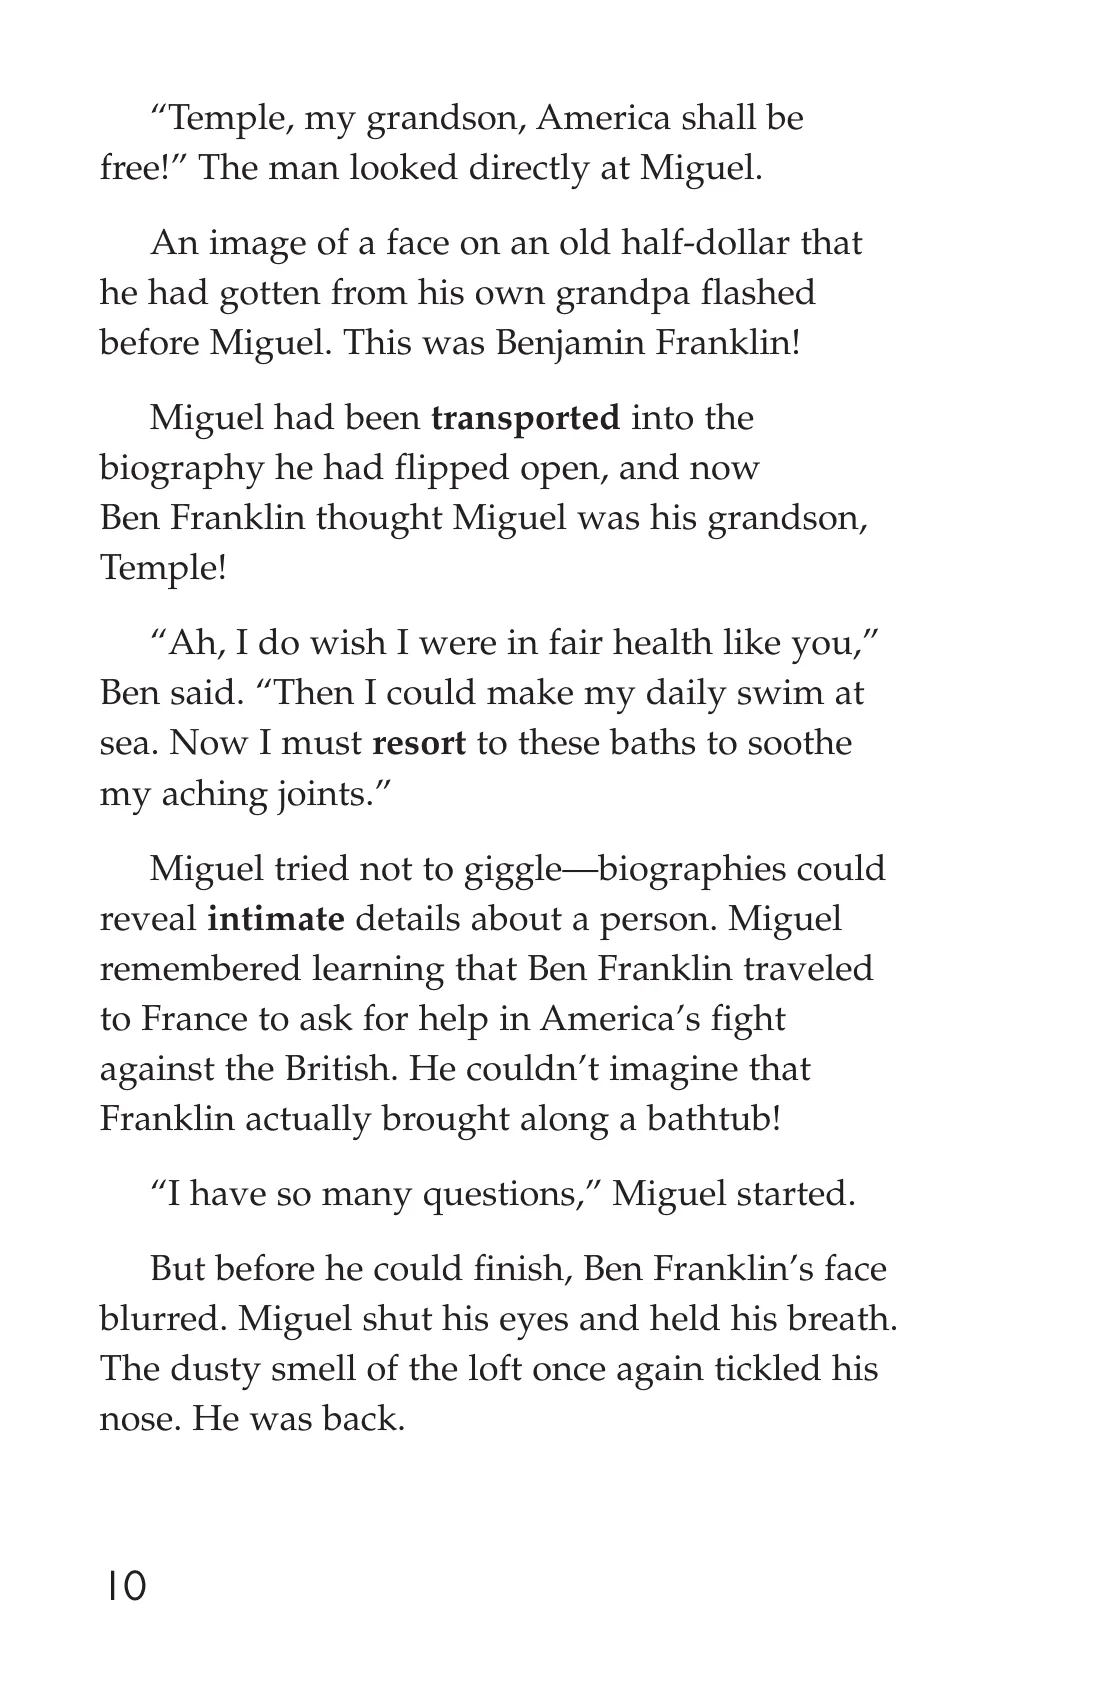 “Temple, my grandson, America shall be
free!” The man looked directly at Miguel.
An image of a face on an old half-dollar that
he had gotten from his own grandpa flashed
before Miguel. This was Benjamin Franklin!
Miguel had been transported into the
biography he had flipped open, and now
Ben Franklin thought Miguel was his grandson,
Temple!
“Ah, I do wish I were in fair health like you,”
Ben said. “Then I could make my daily swim at
sea. Now I must resort to these baths to soothe
my aching joints.”
Miguel tried not to giggle—biographies could
reveal intimate details about a person. Miguel
remembered learning that Ben Franklin traveled
to France to ask for help in America’s fight
against the British. He couldn’t imagine that
Franklin actually brought along a bathtub!
“I have so many questions,” Miguel started.
But before he could finish, Ben Franklin’s face
blurred. Miguel shut his eyes and held his breath.
The dusty smell of the loft once again tickled his
nose. He was back.
10